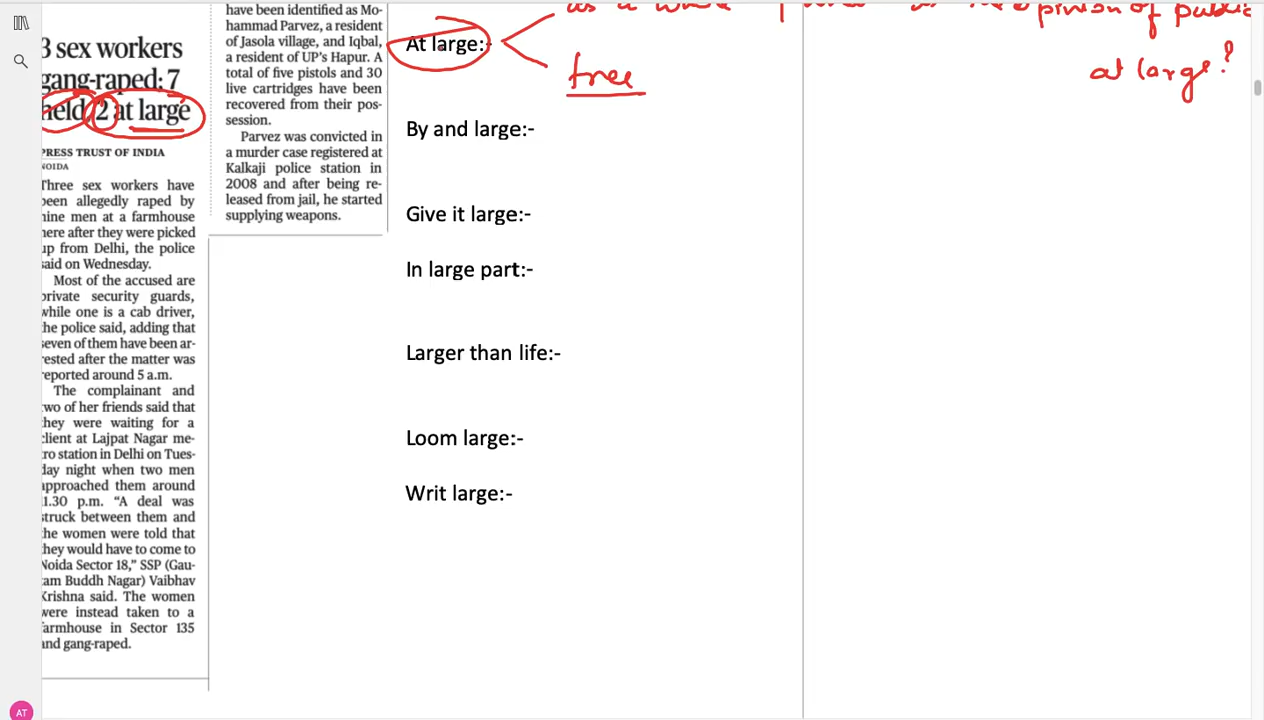 3 sex workers
gang-raped; 7
held, 2 at large
PRESS TRUST OF INDIA
NOIDA
Three sex workers have
been allegedly raped by
nine men at a farmhouse
here after they were picked
up from Delhi, the police
said on Wednesday.
Most of the accused are
private security guards,
while one is a cab driver,
the police said, adding that
seven of them have been ar-
rested after the matter was
reported around 5 a.m.
The complainant and
two of her friends said that
they were waiting for a
client at Lajpat Nagar me-
tro station in Delhi on Tues-
day night when two men
approached them around
11.30 p.m. “A deal was
struck between them and
the women were told that
they would have to come to
Noida Sector 18,” SSP (Gau-
tam Buddh Nagar) Vaibhav
Krishna said. The women
were instead taken to a
farmhouse in Sector 135
and gang-raped.
have been identified as Mo-
hammad Parvez, a resident
of Jasola village, and Iqbal,
a resident of UP's Hapur. A
total of five pistols and 30
live cartridges have been
recovered from their pos-
session.
Parvez was convicted in
a murder case registered at
Kalkaji police station in
2008 and after being re-
leased from jail, he started
supplying weapons.
as a whole
opinion of public
at large?
At large:-
free
By and large:-
Give it large:-
In large part:-
Larger than life:-
Loom large:-
Writ large:-
AT